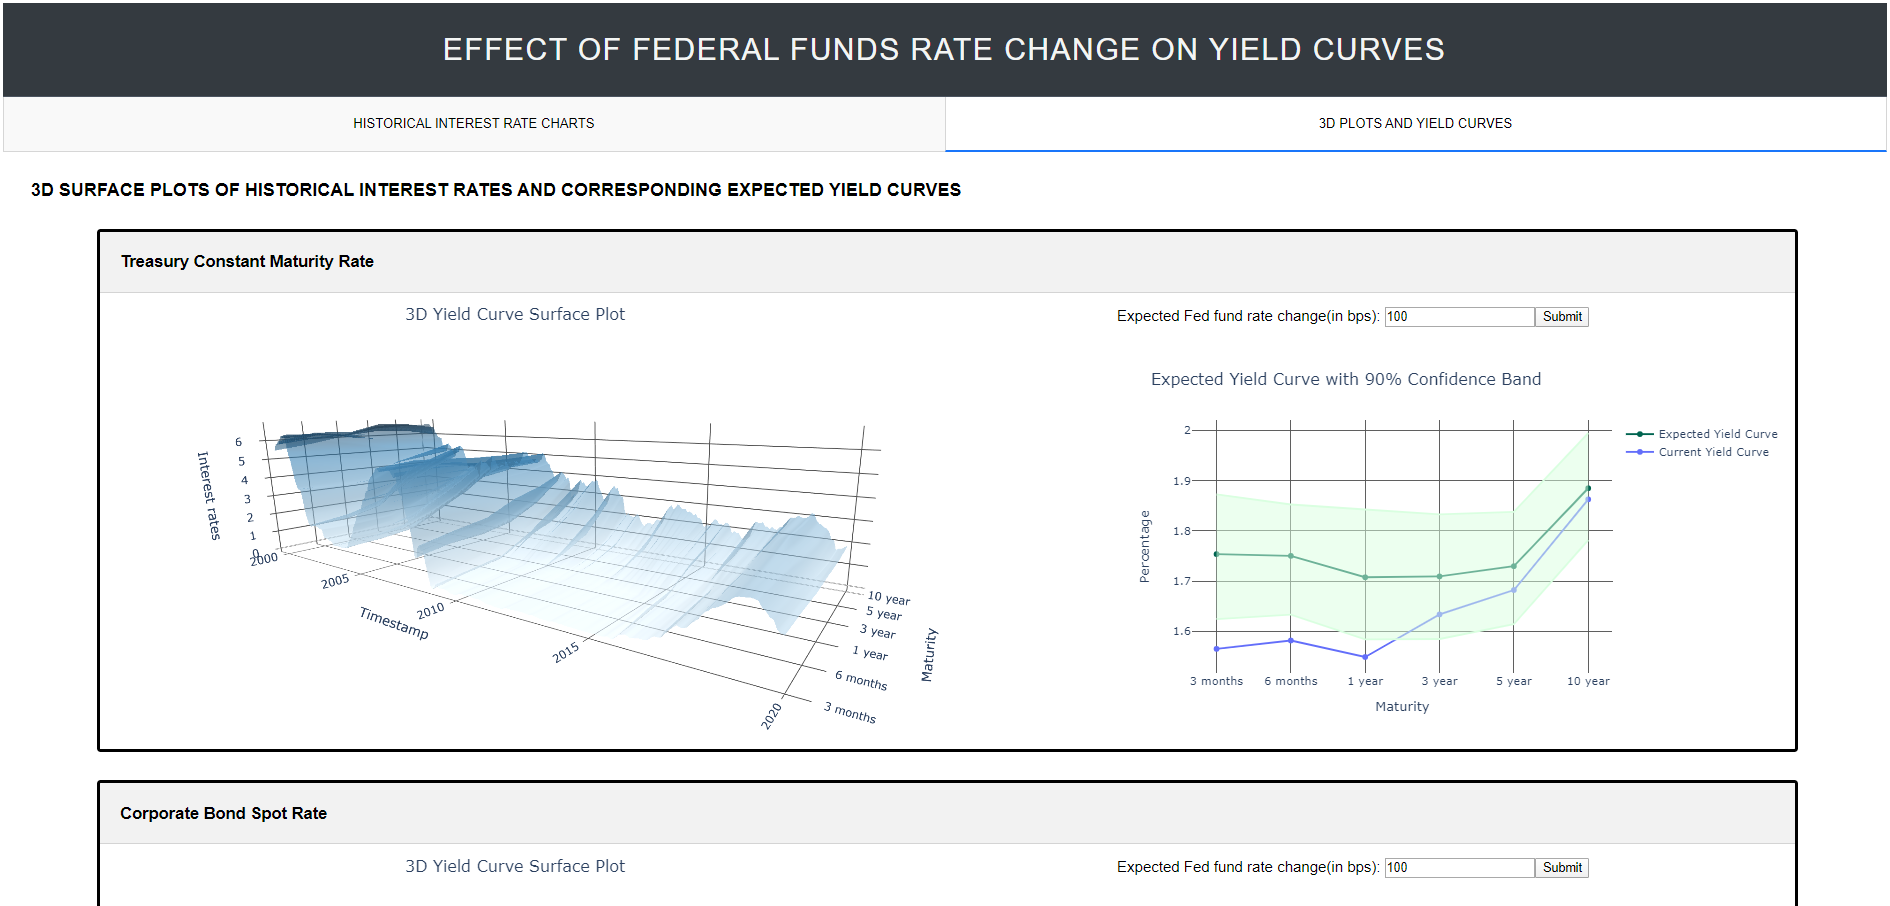 EFFECT OF FEDERAL FUNDS RATE CHANGE ON YIELD CURVES
HISTORICAL INTEREST RATE CHARTS
3D PLOTS AND YIELD CURVES
3D SURFACE PLOTS OF HISTORICAL INTEREST RATES AND CORRESPONDING EXPECTED YIELD CURVES
Treasury Constant Maturity Rate
3D Yield Curve Surface Plot
6
5
4
3
2
1
0
Interest rates
2000
2005
2010
2015
2020
Timestamp
10 year
5 year
3 year
1 year
6 months
3 months
Maturity
Expected Fed fund rate change(in bps): 100 Submit
Expected Yield Curve with 90% Confidence Band
2
1.9
1.8
1.7
1.6
Percentage
3 months 6 months 1 year 3 year 5 year 10 year
Maturity
Expected Yield Curve
Current Yield Curve
Corporate Bond Spot Rate
3D Yield Curve Surface Plot
Expected Fed fund rate change(in bps): 100 Submit